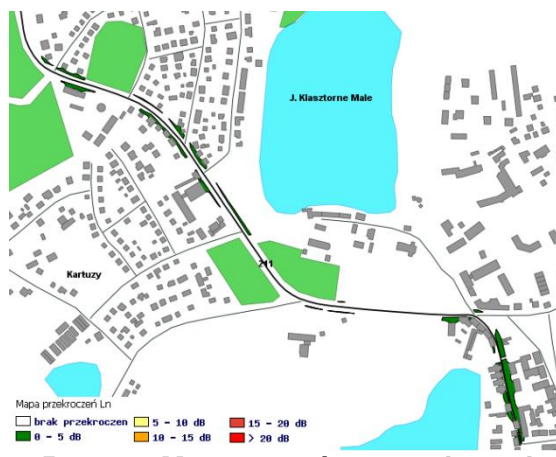 J. Klasztorne Małe
211
Kartuzy
Mapa przekroczeń Ln
brak przekroczen
5 - 10 dB
15 - 20 dB
0 - 5 dB
10 - 15 dB
> 20 dB